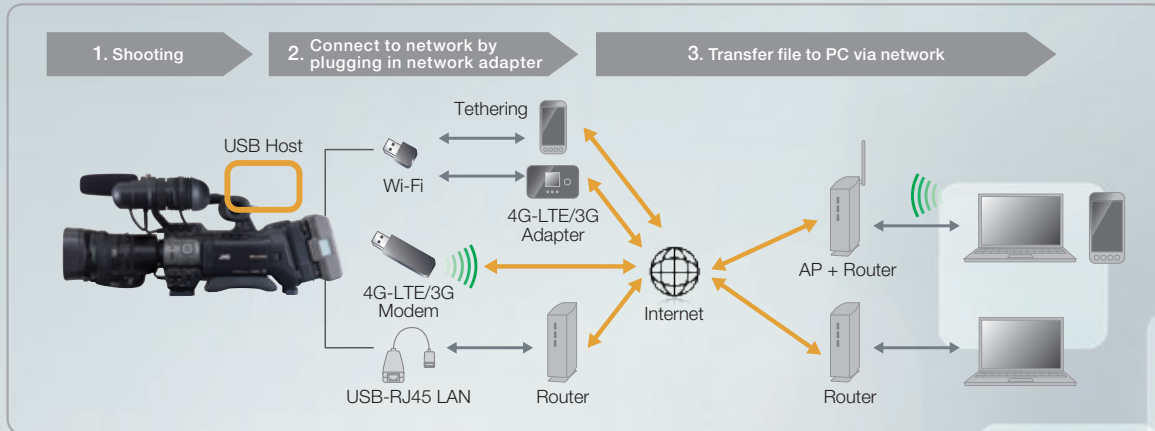 1. Shooting
2. Connect to network by
plugging in network adapter
3. Transfer file to PC via network
Tethering
USB Host
Wi-Fi
4G-LTE/3G
Adapter
4G-LTE/3G
Modem
Internet
AP + Router
USB-RJ45 LAN
Router
Router
JVC